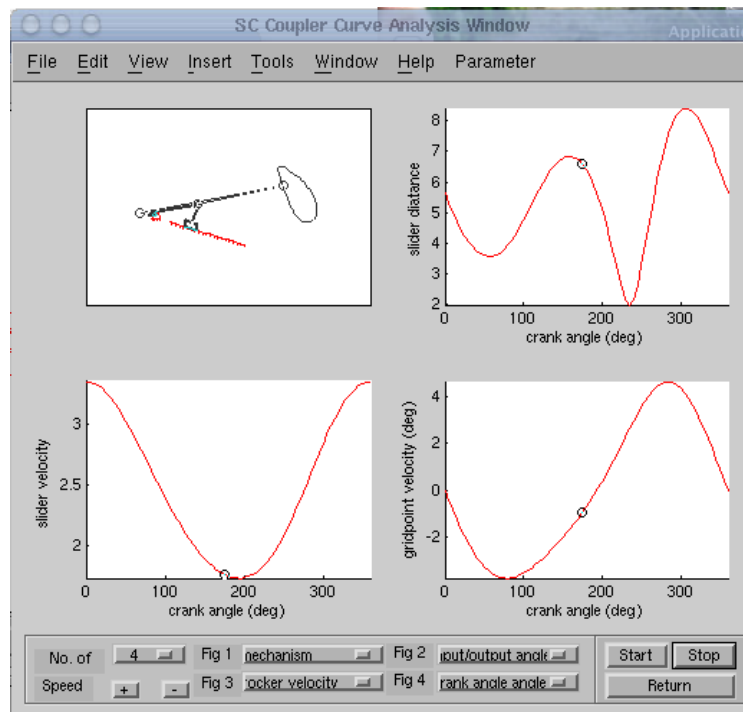 SC Coupler Curve Analysis Window
Applicatio
File Edit View Insert Tools Window Help Parameter
8
7
6
5
4
3
2
slider diatance
0 100 200 300
crank angle (deg)
3
2.5
2
slider velocity
0 100 200 300
crank angle (deg)
4
2
0
-2
gridpoint velocity (deg)
0 100 200 300
crank angle (deg)
No. of 4 Fig 1 mechanism Fig 2 input/output angle Start Stop
Speed + - Fig 3 rocker velocity Fig 4 rank angle angle Return